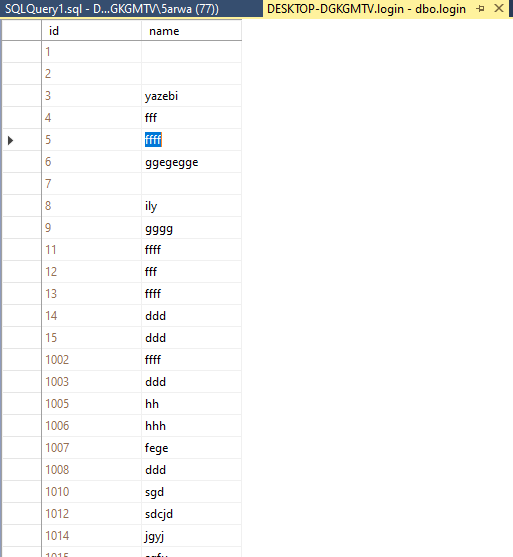 SQLQuery1.sql - D...GKGMTV\5arwa (77))
DESKTOP-DGKGMTV.login - dbo.login
id name
1
2
3 yazebi
4 fff
5 ffff
6 ggegegge
7
8 ily
9 gggg
11 ffff
12 fff
13 ffff
14 ddd
15 ddd
1002 ffff
1003 ddd
1005 hh
1006 hhh
1007 fege
1008 ddd
1010 sgd
1012 sdcjd
1014 jgyj